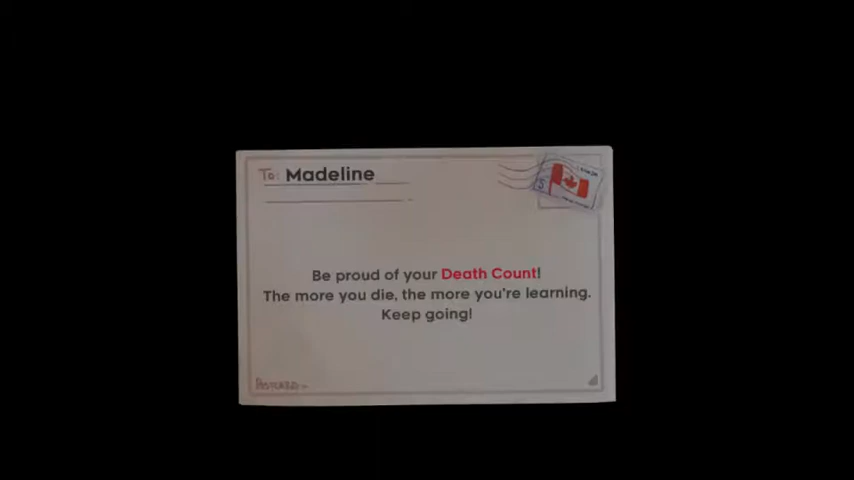 To: Madeline
Be proud of your Death Count!
The more you die, the more you're learning.
Keep going!